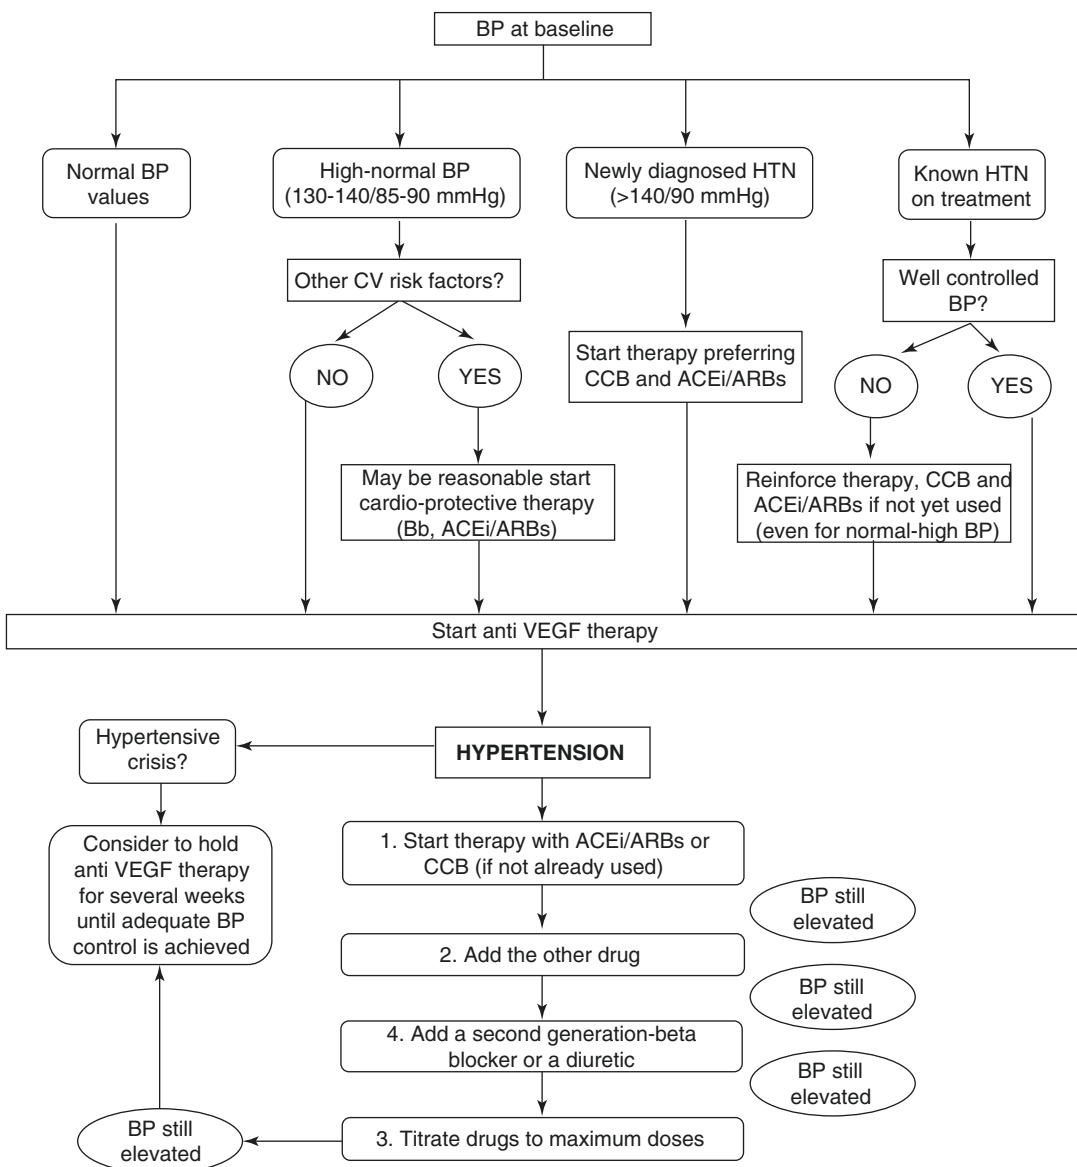 BP at baseline
Normal BP
values
High-normal BP
(130-140/85-90 mmHg)
Newly diagnosed HTN
(>140/90 mmHg)
Known HTN
on treatment
Other CV risk factors?
Well controlled
BP?
NO
YES
Start therapy preferring
CCB and ACEi/ARBs
NO
YES
May be reasonable start
cardio-protective therapy
(Bb, ACEi/ARBs)
Reinforce therapy, CCB and
ACEi/ARBs if not yet used
(even for normal-high BP)
Start anti VEGF therapy
Hypertensive
crisis?
HYPERTENSION
Consider to hold
anti VEGF therapy
for several weeks
until adequate BP
control is achieved
1. Start therapy with ACEi/ARBs or
CCB (if not already used)
BP still
elevated
2. Add the other drug
BP still
elevated
4. Add a second generation-beta
blocker or a diuretic
BP still
elevated
3. Titrate drugs to maximum doses
BP still
elevated